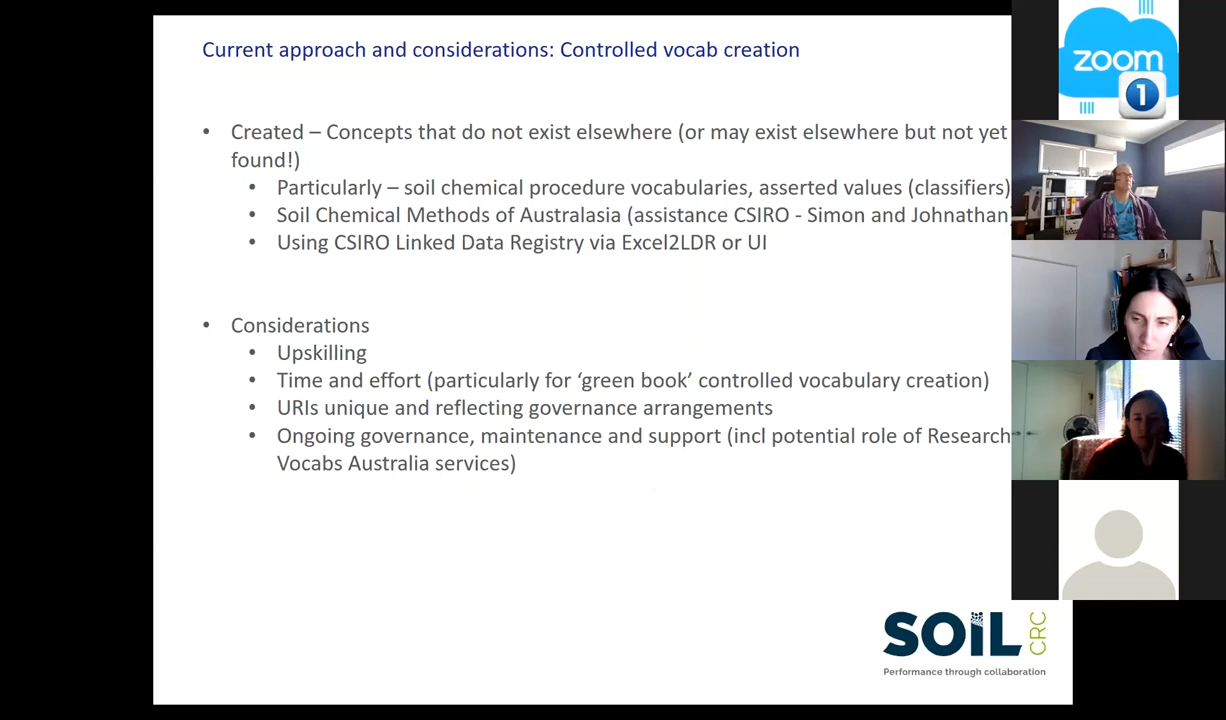 Current approach and considerations: Controlled vocab creation
zoom
1
• Created – Concepts that do not exist elsewhere (or may exist elsewhere but not yet
found!)
• Particularly – soil chemical procedure vocabularies, asserted values (classifiers)
• Soil Chemical Methods of Australasia (assistance CSIRO - Simon and Johnathan
• Using CSIRO Linked Data Registry via Excel2LDR or UI
• Considerations
• Upskilling
• Time and effort (particularly for ‘green book’ controlled vocabulary creation)
• URIs unique and reflecting governance arrangements
• Ongoing governance, maintenance and support (incl potential role of Research
Vocabs Australia services)
SOIL CRC
Performance through collaboration